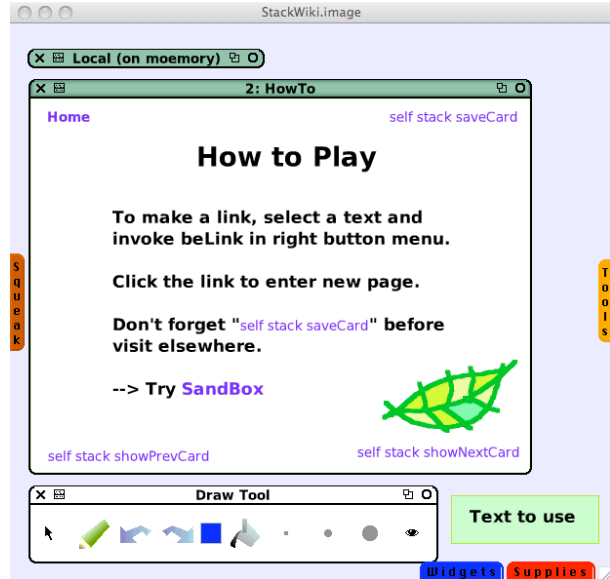 StackWiki.image
Local (on moemory)
2: HowTo
Home
self stack saveCard
How to Play
To make a link, select a text and
invoke beLink in right button menu.
Click the link to enter new page.
Don't forget "self stack saveCard" before
visit elsewhere.
--> Try SandBox
self stack showPrevCard
self stack showNextCard
Squeak
Tools
Draw Tool
Text to use
Widgets
Supplies